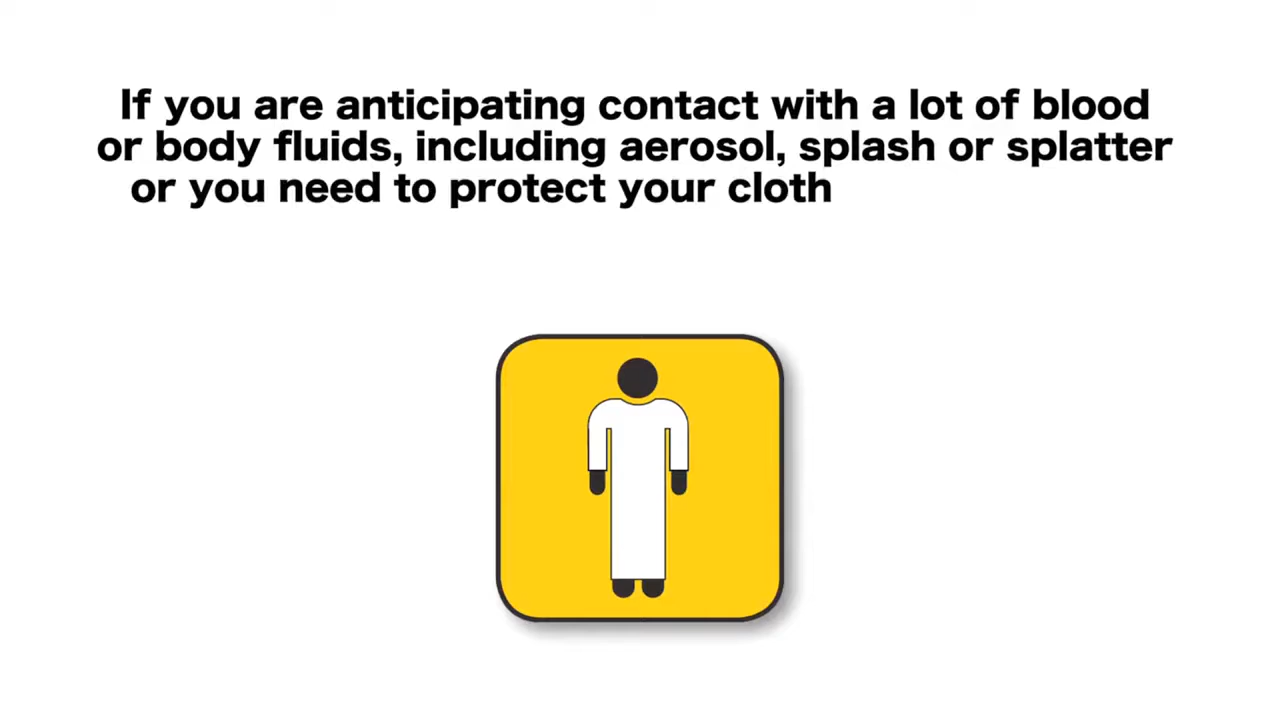 If you are anticipating contact with a lot of blood
or body fluids, including aerosol, splash or splatter
or you need to protect your cloth